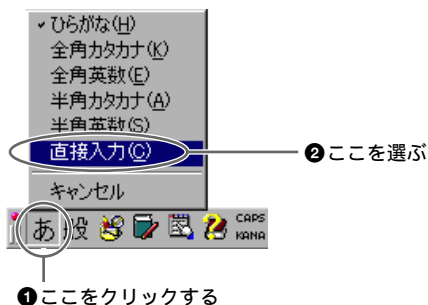 ひらがな(H)
全角カタカナ(K)
全角英数(E)
半角カタカナ(A)
半角英数(S)
直接入力(C)
❷ここを選ぶ
キャンセル
あ 般 CAPS
KANA
❶ここをクリックする